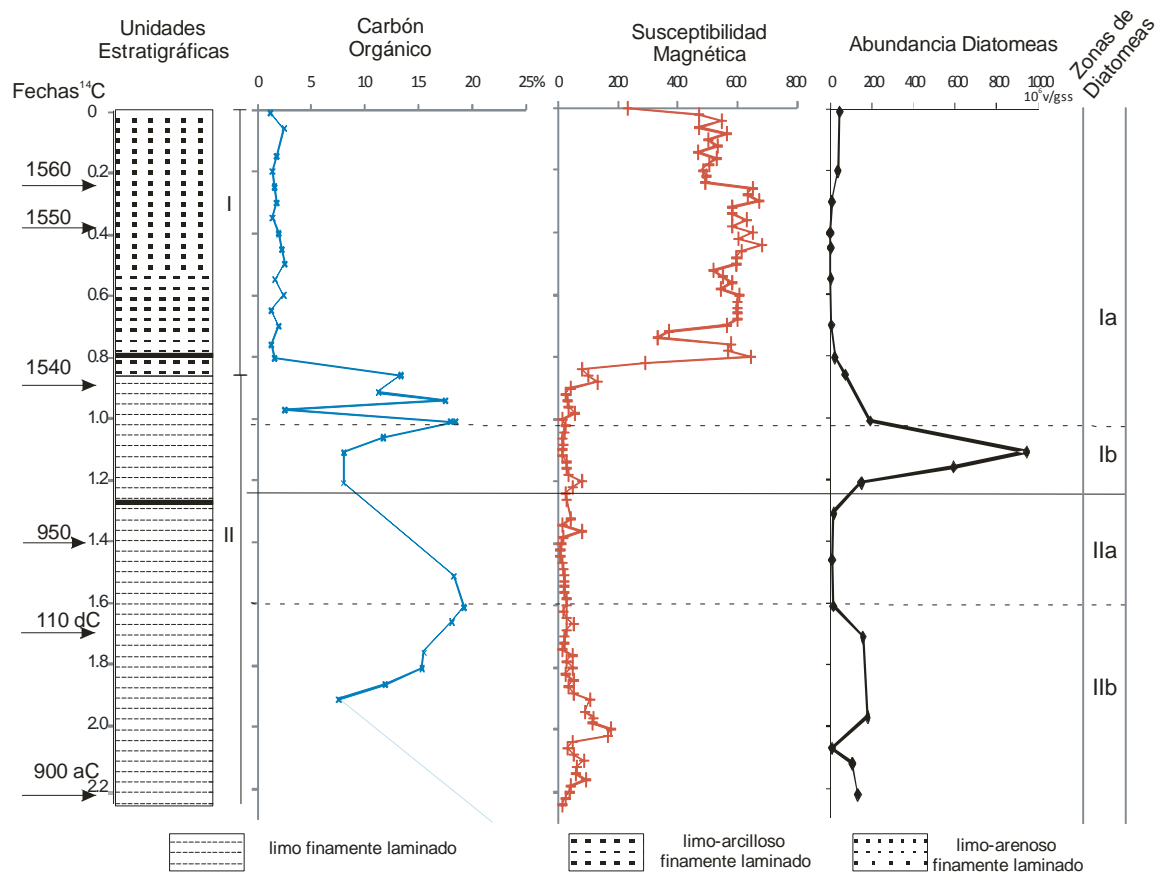 Unidades
Estratigráficas
Carbón
Orgánico
Susceptibilidad
Magnética
Abundancia Diatomeas
Zonas de
Diatomeas
Fechas¹⁴C
0 5 10 15 20 25%
0 200 400 600 800
0 200 400 600 800 1000
10⁶v/gss
0
0.2
0.4
0.6
0.8
1.0
1.2
1.4
1.6
1.8
2.0
2.2
1560
1550
1540
950
110 dC
900 aC
I
II
Ia
Ib
IIa
IIb
limo finamente laminado
limo-arcilloso
finamente laminado
limo-arenoso
finamente laminado